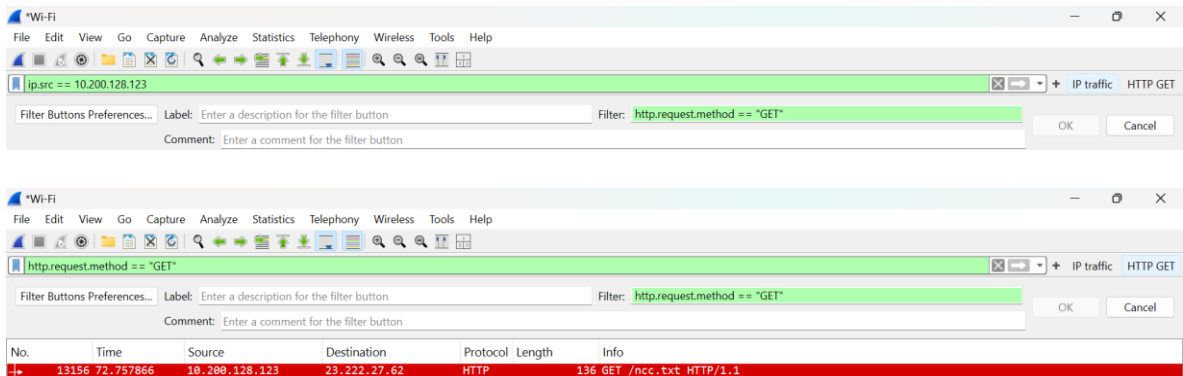 *Wi-Fi
File Edit View Go Capture Analyze Statistics Telephony Wireless Tools Help
ip.src == 10.200.128.123 + IP traffic HTTP GET
Filter Buttons Preferences... Label: Enter a description for the filter button Filter: http.request.method == "GET" OK Cancel
Comment: Enter a comment for the filter button
*Wi-Fi
File Edit View Go Capture Analyze Statistics Telephony Wireless Tools Help
http.request.method == "GET" + IP traffic HTTP GET
Filter Buttons Preferences... Label: Enter a description for the filter button Filter: http.request.method == "GET" OK Cancel
Comment: Enter a comment for the filter button
No. Time Source Destination Protocol Length Info
13156 72.757866 10.200.128.123 23.222.27.62 HTTP 136 GET /ncc.txt HTTP/1.1